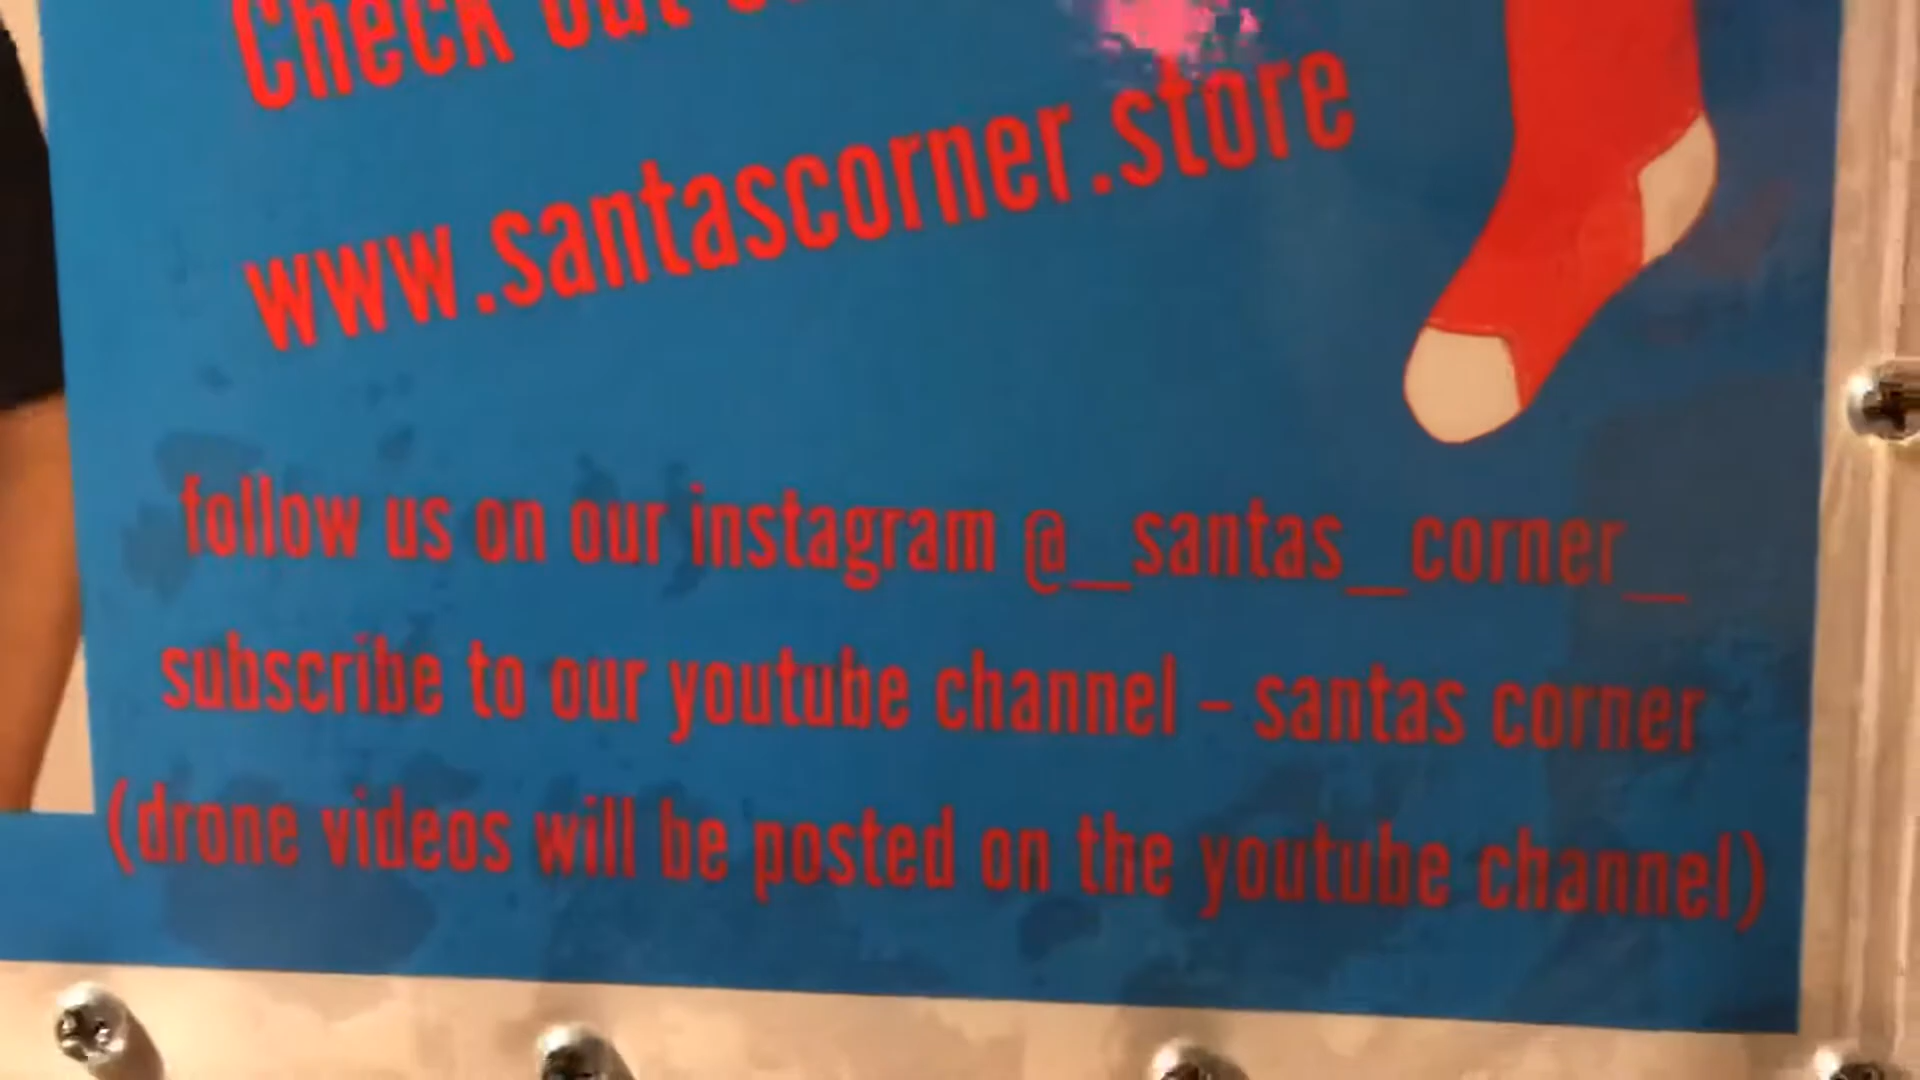 Check out
www.santascorner.store
follow us on our instagram @_santas_corner_
subscribe to our youtube channel - santas corner
(drone videos will be posted on the youtube channel)